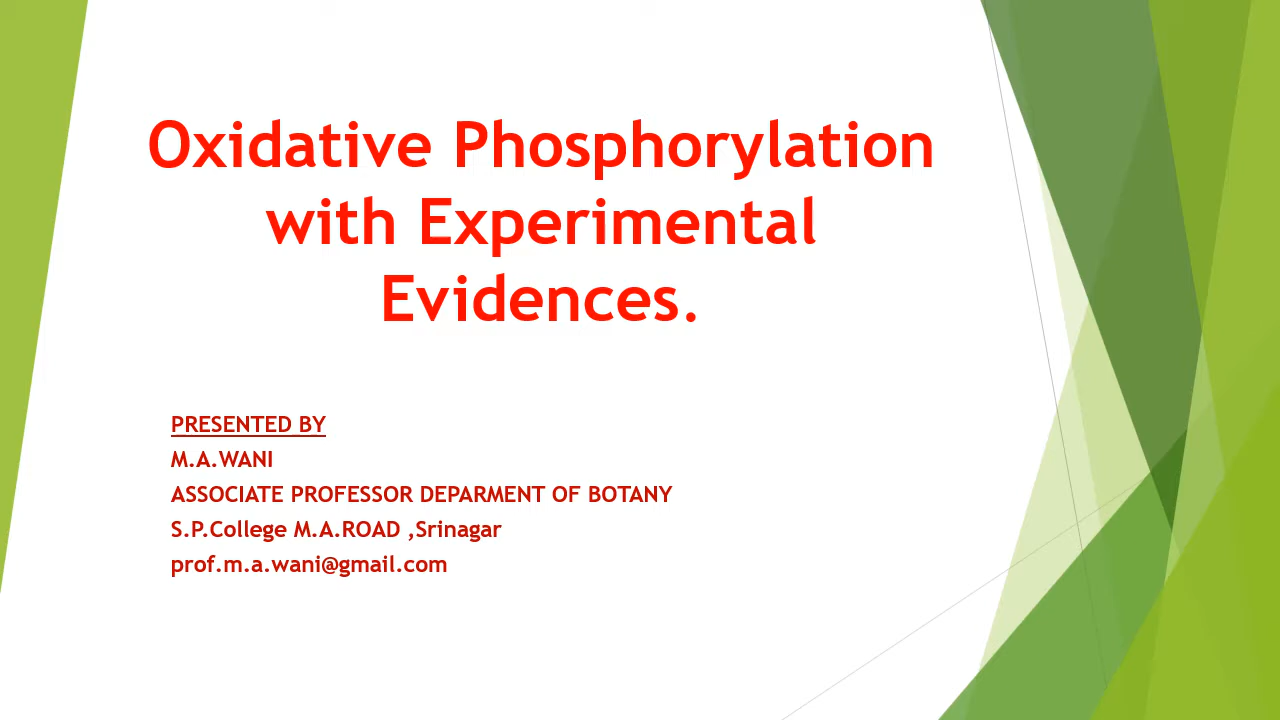 Oxidative Phosphorylation
with Experimental
Evidences.
PRESENTED BY
M.A.WANI
ASSOCIATE PROFESSOR DEPARMENT OF BOTANY
S.P.College M.A.ROAD ,Srinagar
prof.m.a.wani@gmail.com